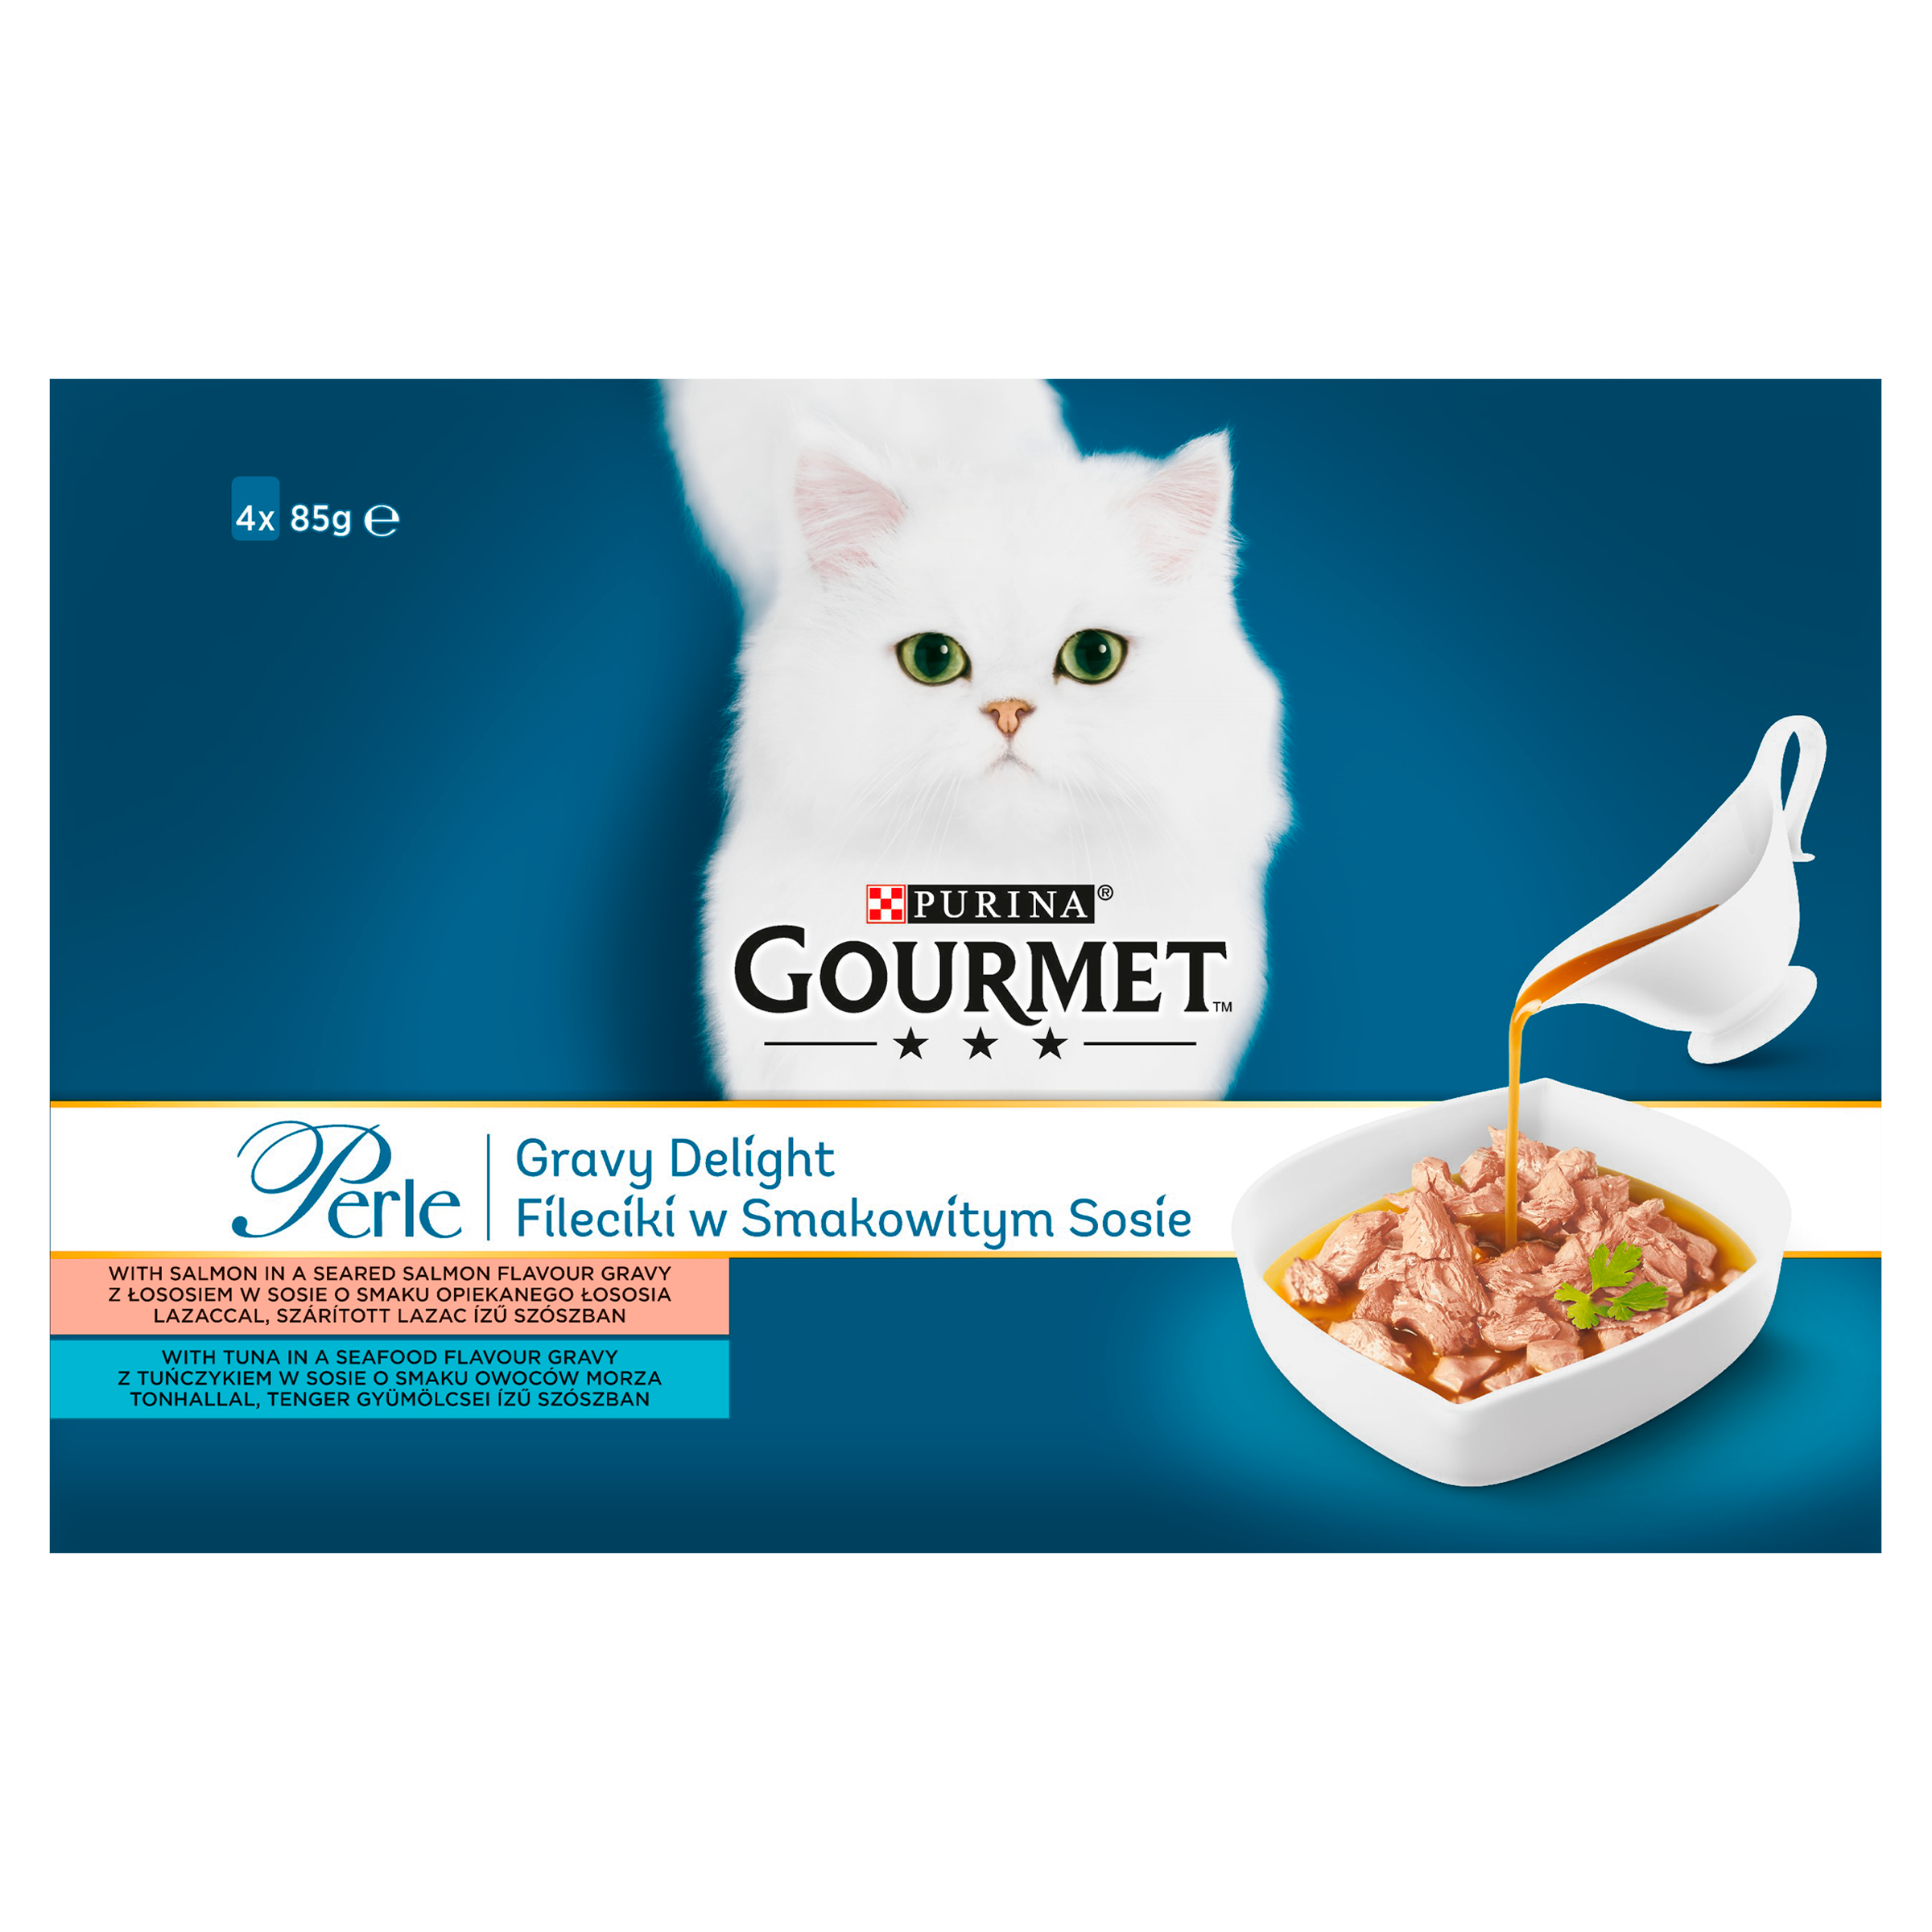 4x 85g ℮
PURINA®
GOURMET™
Perle
Gravy Delight
Fileciki w Smakowitym Sosie
WITH SALMON IN A SEARED SALMON FLAVOUR GRAVY
Z ŁOSOSIEM W SOSIE O SMAKU OPIEKANEGO ŁOSOSIA
LAZACCAL, SZÁRÍTOTT LAZAC ÍZŰ SZÓSZBAN
WITH TUNA IN A SEAFOOD FLAVOUR GRAVY
Z TUŃCZYKIEM W SOSIE O SMAKU OWOCÓW MORZA
TONHALLAL, TENGER GYÜMÖLCSEI ÍZŰ SZÓSZBAN